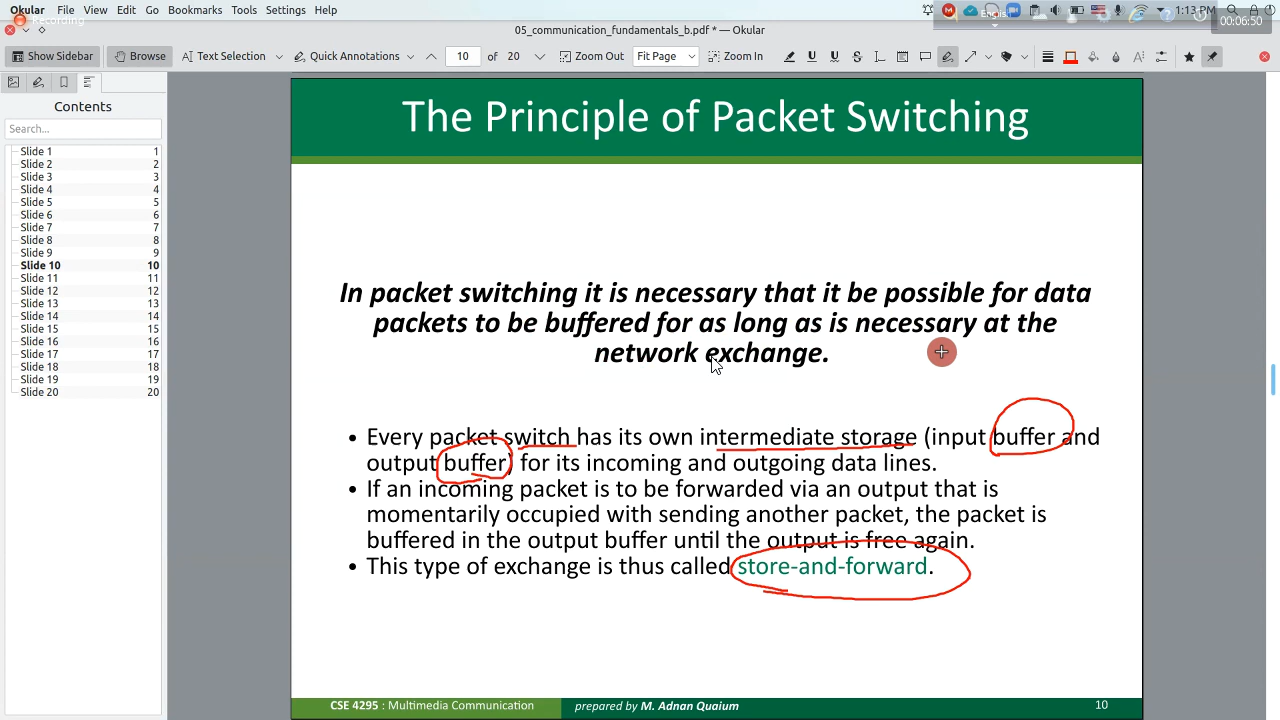 Okular File View Edit Go Bookmarks Tools Settings Help
1:13 PM
Recording
00:06:50
05_communication_fundamentals_b.pdf * — Okular
Show Sidebar Browse Text Selection Quick Annotations 10 of 20 Zoom Out Fit Page Zoom In
Contents
Search...
Slide 1 1
Slide 2 2
Slide 3 3
Slide 4 4
Slide 5 5
Slide 6 6
Slide 7 7
Slide 8 8
Slide 9 9
Slide 10 10
Slide 11 11
Slide 12 12
Slide 13 13
Slide 14 14
Slide 15 15
Slide 16 16
Slide 17 17
Slide 18 18
Slide 19 19
Slide 20 20
The Principle of Packet Switching
In packet switching it is necessary that it be possible for data
packets to be buffered for as long as is necessary at the
network exchange.
• Every packet switch has its own intermediate storage (input buffer and
output buffer) for its incoming and outgoing data lines.
• If an incoming packet is to be forwarded via an output that is
momentarily occupied with sending another packet, the packet is
buffered in the output buffer until the output is free again.
• This type of exchange is thus called store-and-forward.
CSE 4295 : Multimedia Communication prepared by M. Adnan Quaium 10